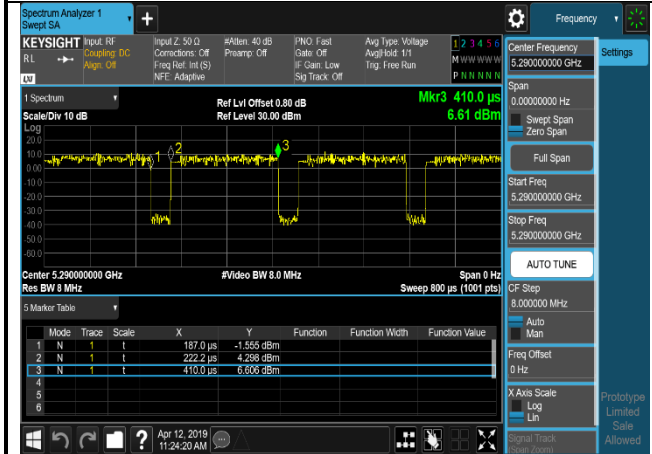 Spectrum Analyzer 1
Swept SA
+
Frequency
KEYSIGHT
RL
Input: RF
Coupling: DC
Align: Off
Input Z: 50 Ω
Corrections: Off
Freq Ref: Int (S)
NFE: Adaptive
#Atten: 40 dB
Preamp: Off
PNO: Fast
Gate: Off
IF Gain: Low
Sig Track: Off
Avg Type: Voltage
Avg|Hold: 1/1
Trig: Free Run
1 2 3 4 5 6
M W W W W W
P N N N N N
1 Spectrum
Scale/Div 10 dB
Ref Lvl Offset 0.80 dB
Ref Level 30.00 dBm
Mkr3 410.0 µs
6.61 dBm
Log
20.0
10.0
0.00
-10.0
-20.0
-30.0
-40.0
-50.0
-60.0
1
2
3
Center 5.290000000 GHz
Res BW 8 MHz
#Video BW 8.0 MHz
Span 0 Hz
Sweep 800 µs (1001 pts)
5 Marker Table
Mode Trace Scale X Y Function Function Width Function Value
1 N 1 t 187.0 µs -1.555 dBm
2 N 1 t 222.2 µs 4.298 dBm
3 N 1 t 410.0 µs 6.606 dBm
4
5
6
?
Apr 12, 2019
11:24:20 AM
Center Frequency
5.290000000 GHz
Span
0.00000000 Hz
Swept Span
Zero Span
Full Span
Start Freq
5.290000000 GHz
Stop Freq
5.290000000 GHz
AUTO TUNE
CF Step
8.000000 MHz
Auto
Man
Freq Offset
0 Hz
X Axis Scale
Log
Lin
Signal Track
(Span Zoom)
Settings
Prototype
Limited
Sale
Allowed